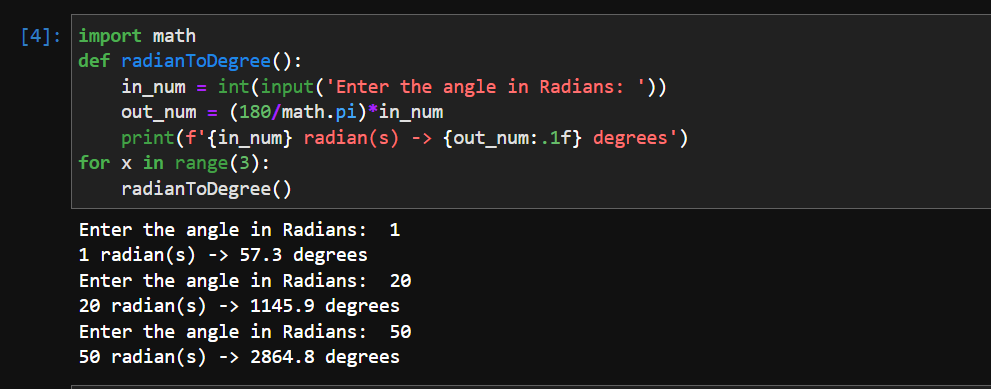 [4]: import math
def radianToDegree():
    in_num = int(input('Enter the angle in Radians: '))
    out_num = (180/math.pi)*in_num
    print(f'{in_num} radian(s) -> {out_num:.1f} degrees')
for x in range(3):
    radianToDegree()
Enter the angle in Radians:  1
1 radian(s) -> 57.3 degrees
Enter the angle in Radians:  20
20 radian(s) -> 1145.9 degrees
Enter the angle in Radians:  50
50 radian(s) -> 2864.8 degrees